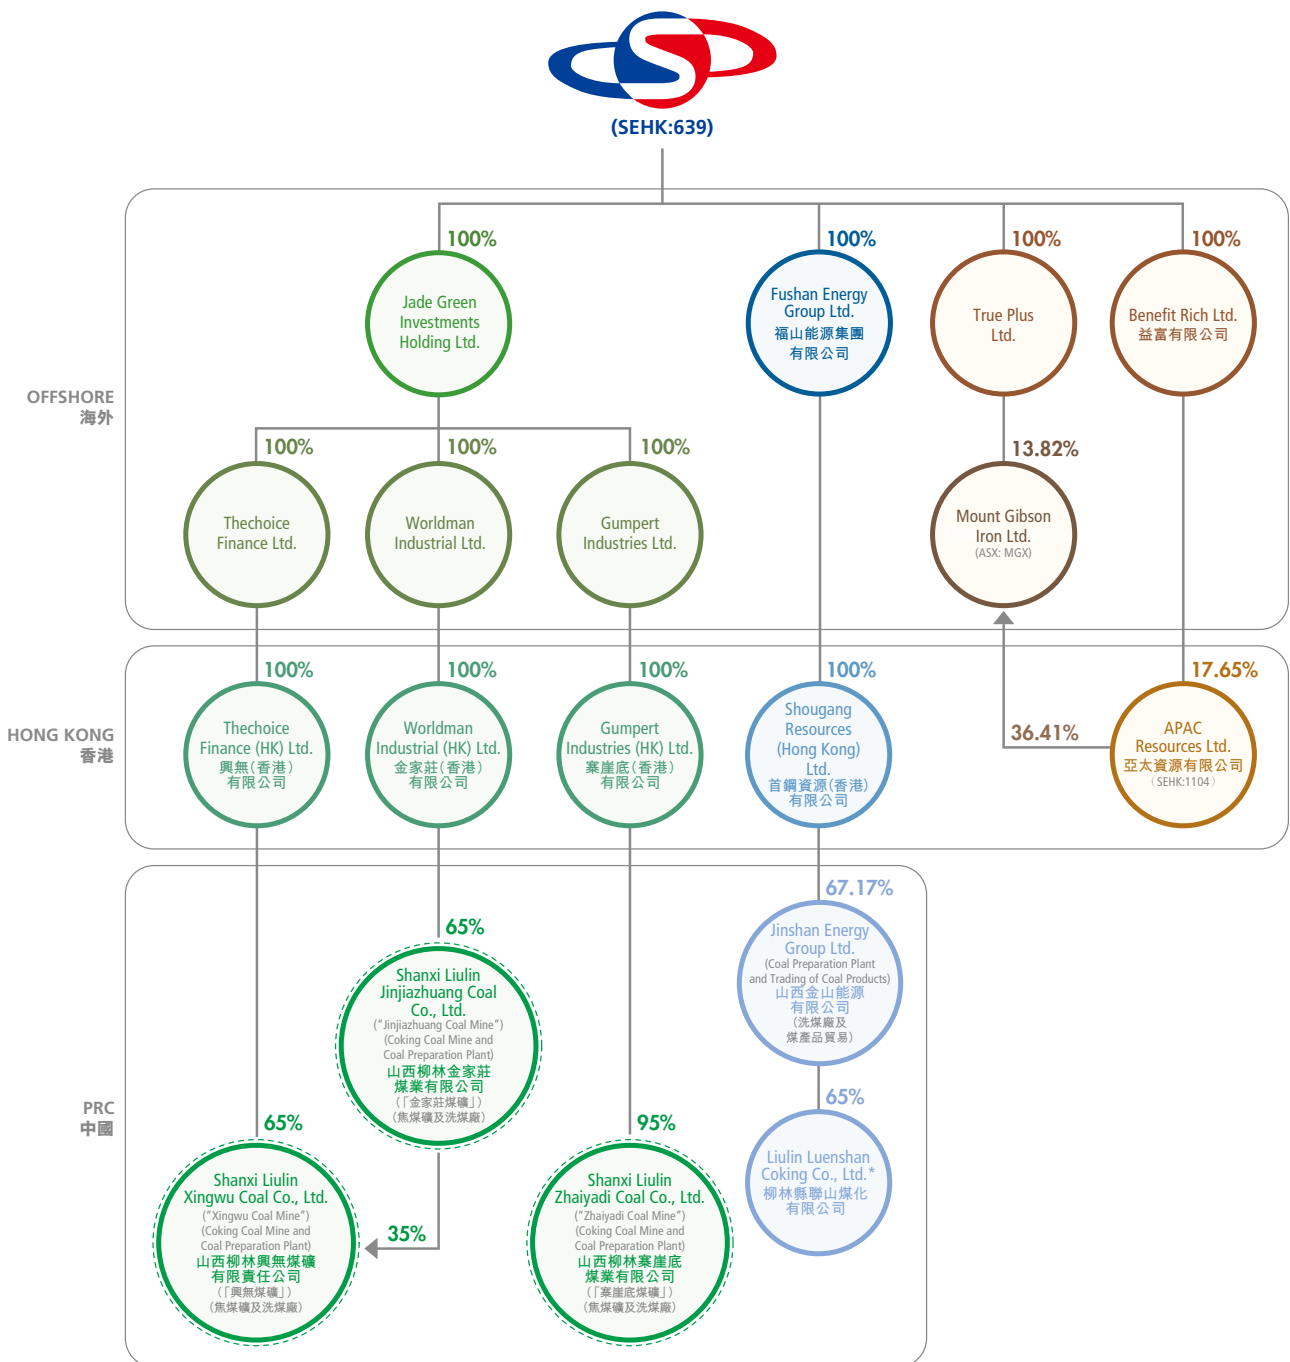 (SEHK:639)
OFFSHORE
海外
100%
100%
100%
100%
Jade Green
Investments
Holding Ltd.
Fushan Energy
Group Ltd.
福山能源集團
有限公司
True Plus
Ltd.
Benefit Rich Ltd.
益富有限公司
100%
100%
100%
13.82%
Thechoice
Finance Ltd.
Worldman
Industrial Ltd.
Gumpert
Industries Ltd.
Mount Gibson
Iron Ltd.
(ASX: MGX)
HONG KONG
香港
100%
100%
100%
100%
17.65%
Thechoice
Finance (HK) Ltd.
興無(香港)
有限公司
Worldman
Industrial (HK) Ltd.
金家莊(香港)
有限公司
Gumpert
Industries (HK) Ltd.
寨崖底(香港)
有限公司
Shougang
Resources
(Hong Kong)
Ltd.
首鋼資源(香港)
有限公司
36.41%
APAC
Resources Ltd.
亞太資源有限公司
(SEHK:1104)
PRC
中國
67.17%
Jinshan Energy
Group Ltd.
(Coal Preparation Plant
and Trading of Coal Products)
山西金山能源
有限公司
(洗煤廠及
煤產品貿易)
65%
Shanxi Liulin
Jinjiazhuang Coal
Co., Ltd.
("Jinjiazhuang Coal Mine")
(Coking Coal Mine and
Coal Preparation Plant)
山西柳林金家莊
煤業有限公司
(「金家莊煤礦」)
(焦煤礦及洗煤廠)
65%
Shanxi Liulin
Xingwu Coal Co., Ltd.
("Xingwu Coal Mine")
(Coking Coal Mine and
Coal Preparation Plant)
山西柳林興無煤礦
有限責任公司
(「興無煤礦」)
(焦煤礦及洗煤廠)
35%
95%
Shanxi Liulin
Zhaiyadi Coal Co., Ltd.
("Zhaiyadi Coal Mine")
(Coking Coal Mine and
Coal Preparation Plant)
山西柳林寨崖底
煤業有限公司
(「寨崖底煤礦」)
(焦煤礦及洗煤廠)
65%
Liulin Luenshan
Coking Co., Ltd.*
柳林縣聯山煤化
有限公司